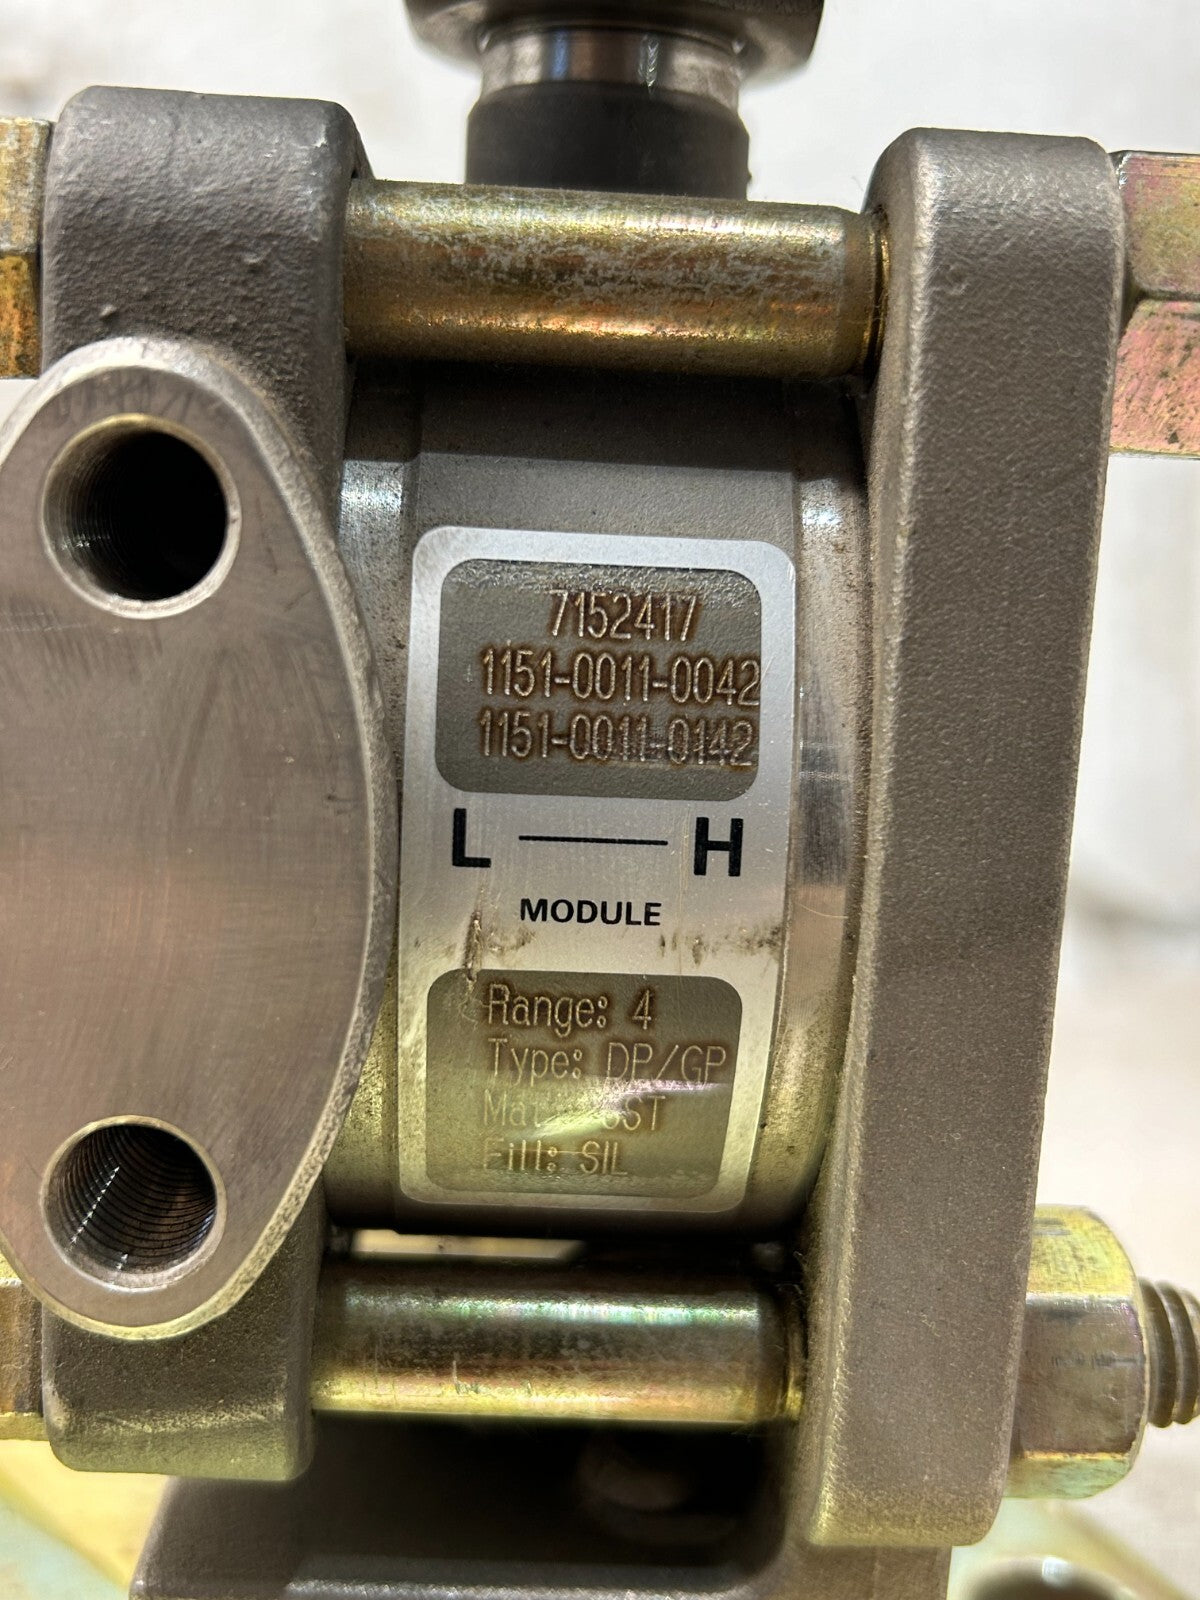 7152417
1151-0011-0042
1151-0011-0142
L — H
MODULE
Range: 4
Type: DP/GP
Fill: SIL